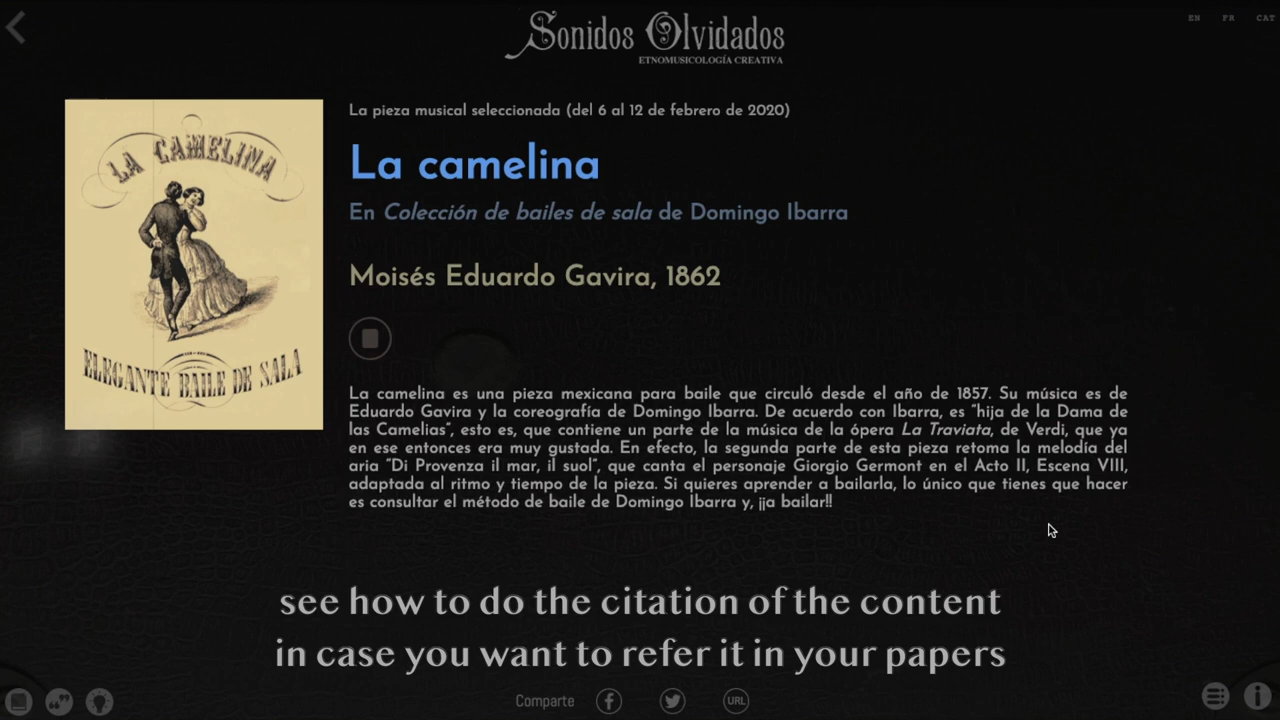 EN FR CAT
Sonidos Olvidados
ETNOMUSICOLOGÍA CREATIVA
LA CAMELINA
ELEGANTE BAILE DE SALA
La pieza musical seleccionada (del 6 al 12 de febrero de 2020)
La camelina
En Colección de bailes de sala de Domingo Ibarra
Moisés Eduardo Gavira, 1862
La camelina es una pieza mexicana para baile que circuló desde el año de 1857. Su música es de
Eduardo Gavira y la coreografía de Domingo Ibarra. De acuerdo con Ibarra, es "hija de la Dama de
las Camelias", esto es, que contiene un parte de la música de la ópera La Traviata, de Verdi, que ya
en ese entonces era muy gustada. En efecto, la segunda parte de esta pieza retoma la melodía del
aria "Di Provenza il mar, il suol", que canta el personaje Giorgio Germont en el Acto II, Escena VIII,
adaptada al ritmo y tiempo de la pieza. Si quieres aprender a bailarla, lo único que tienes que hacer
es consultar el método de baile de Domingo Ibarra y, ¡¡a bailar!!
see how to do the citation of the content
in case you want to refer it in your papers
Comparte
URL